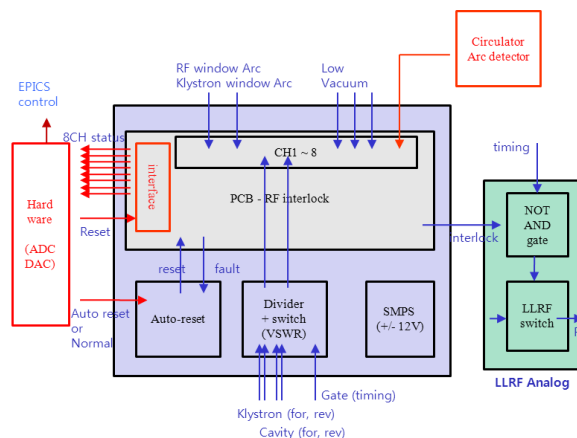 Circulator
Arc detector
RF window Arc
Klystron window Arc
Low
Vacuum
EPICS
control
8CH status
CH1 ~ 8
timing
interface
PCB - RF interlock
Hard
ware
(ADC
DAC)
NOT
AND
gate
Reset
Interlock
reset
fault
Auto reset
or
Normal
Auto-reset
Divider
+ switch
(VSWR)
SMPS
(+/- 12V)
LLRF
switch
LLRF Analog
Gate (timing)
Klystron (for, rev)
Cavity (for, rev)